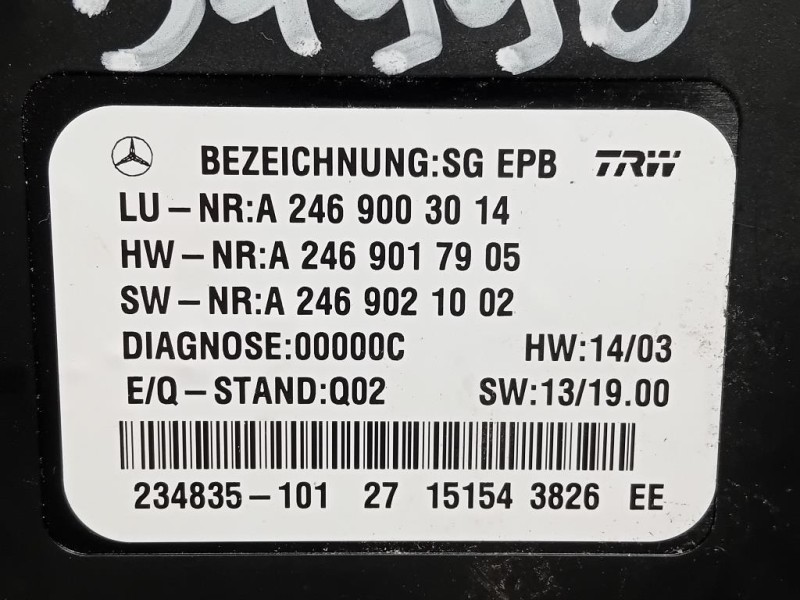 BEZEICHNUNG:SG EPB TRW
LU-NR:A 246 900 30 14
HW-NR:A 246 901 79 05
SW-NR:A 246 902 10 02
DIAGNOSE:00000C HW:14/03
E/Q-STAND:Q02 SW:13/19.00
234835-101 27 15154 3826 EE